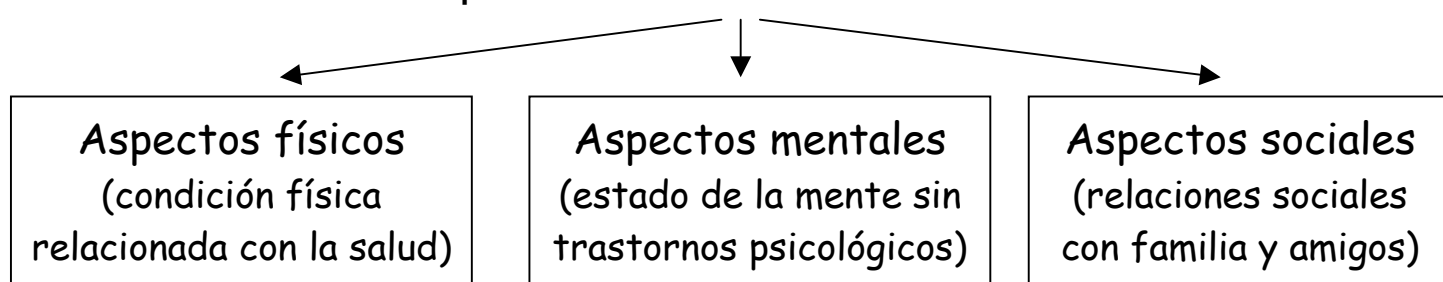 Aspectos físicos
(condición física
relacionada con la salud)
Aspectos mentales
(estado de la mente sin
trastornos psicológicos)
Aspectos sociales
(relaciones sociales
con familia y amigos)